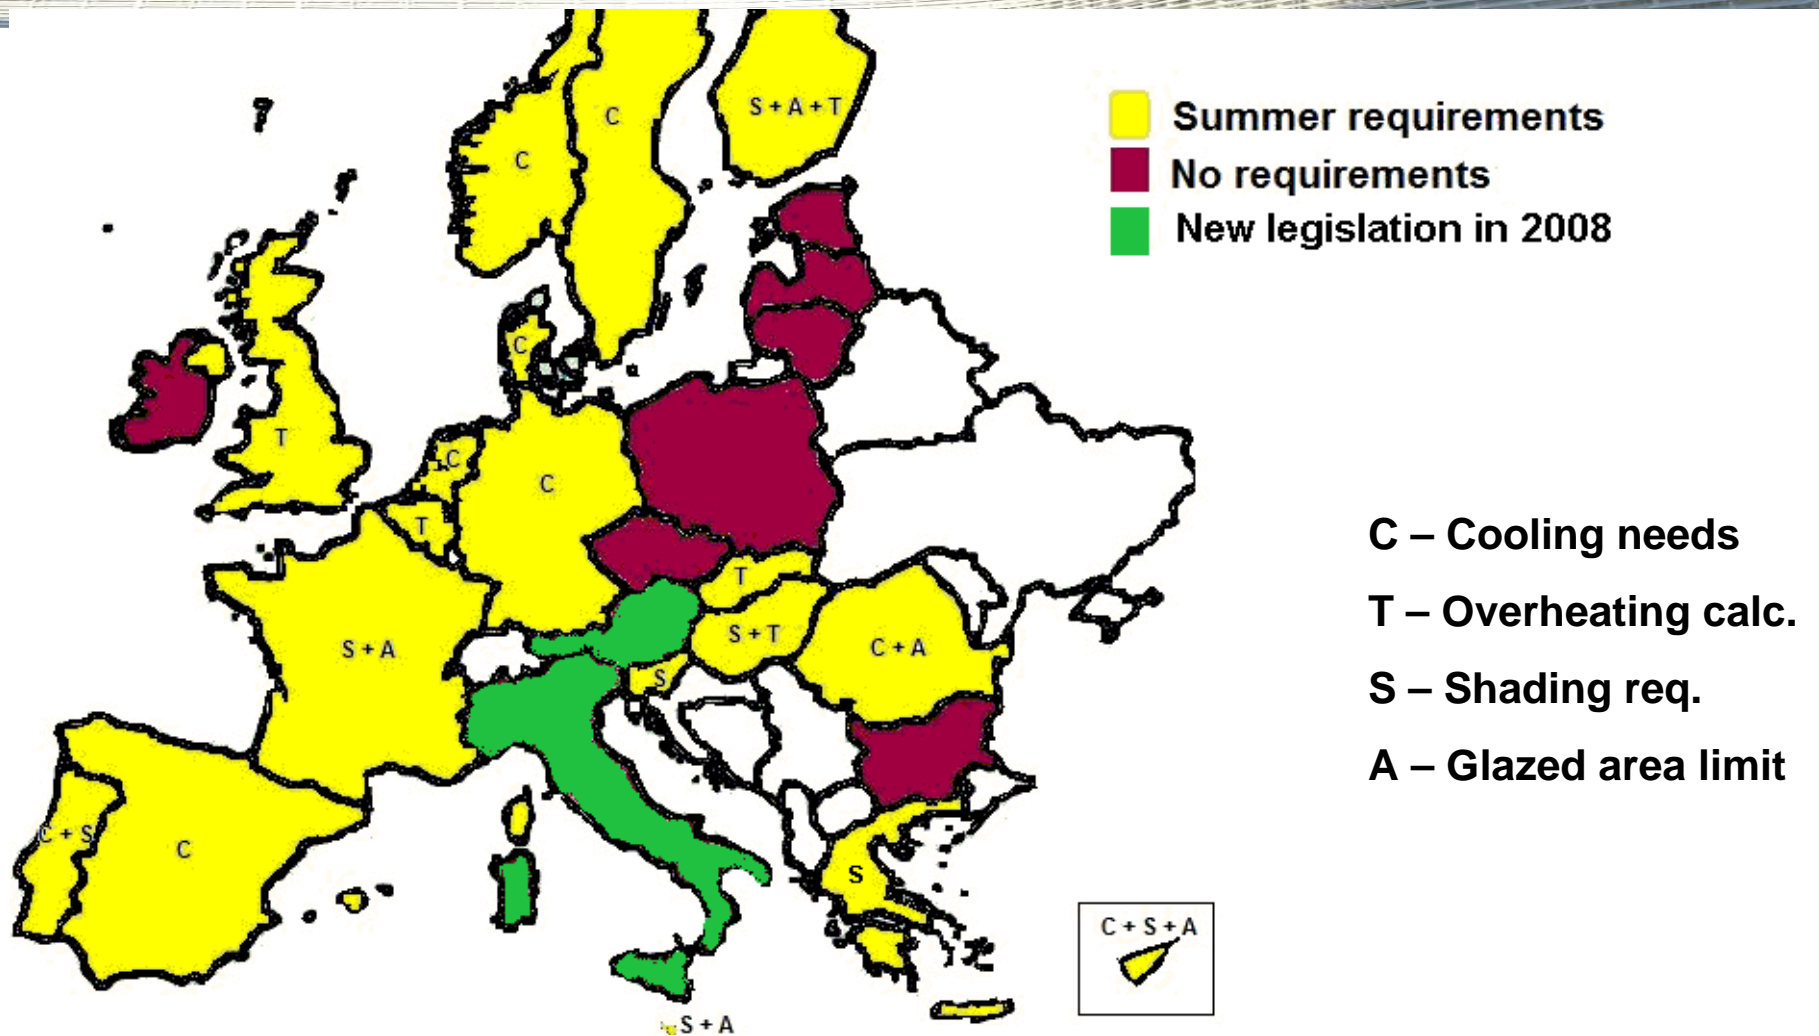 C
S + A + T
C
Summer requirements
No requirements
New legislation in 2008
C
T
C
C
T
T
S + T
C + A
S + A
S
C + S
C
S
C – Cooling needs
T – Overheating calc.
S – Shading req.
A – Glazed area limit
C + S + A
S + A